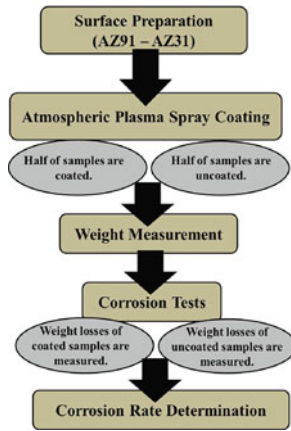 Surface Preparation
(AZ91 – AZ31)
Atmospheric Plasma Spray Coating
Half of samples are
coated.
Half of samples are
uncoated.
Weight Measurement
Corrosion Tests
Weight losses of
coated samples are
measured.
Weight losses of
uncoated samples are
measured.
Corrosion Rate Determination